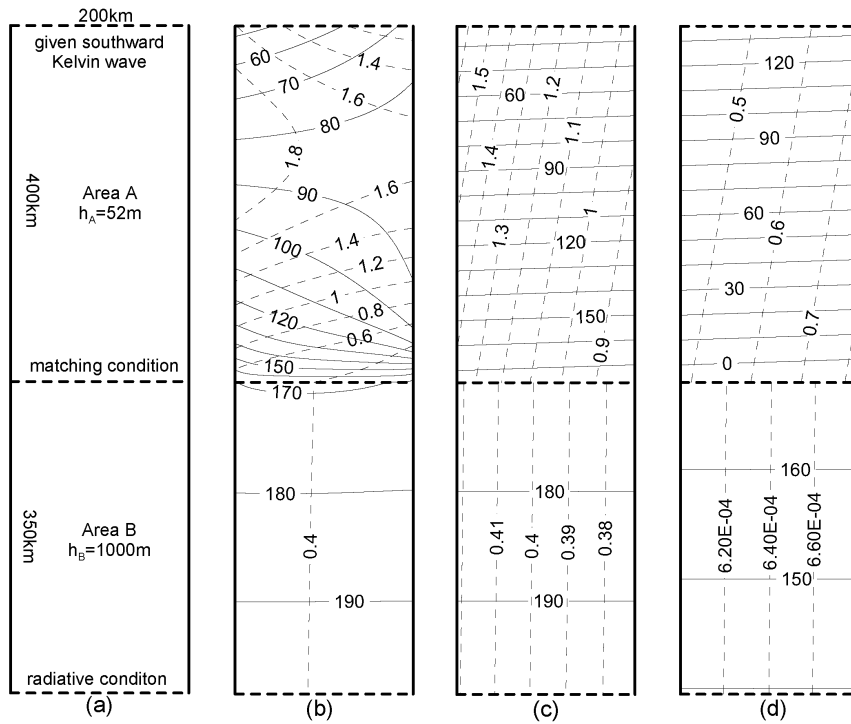 200km
given southward
Kelvin wave
400km
Area A
hA=52m
matching condition
350km
Area B
hB=1000m
radiative conditon
(a)
60
1.4
70
1.6
80
1.8
90
1.6
100
1.4
1.2
1
120
0.8
0.6
150
170
180
0.4
190
(b)
1.5
60
1.2
1.1
1.4
90
1
1.3
120
150
0.9
180
0.41
0.4
0.39
0.38
190
(c)
120
0.5
90
60
0.6
30
0.7
0
160
6.20E-04
6.40E-04
6.60E-04
150
(d)